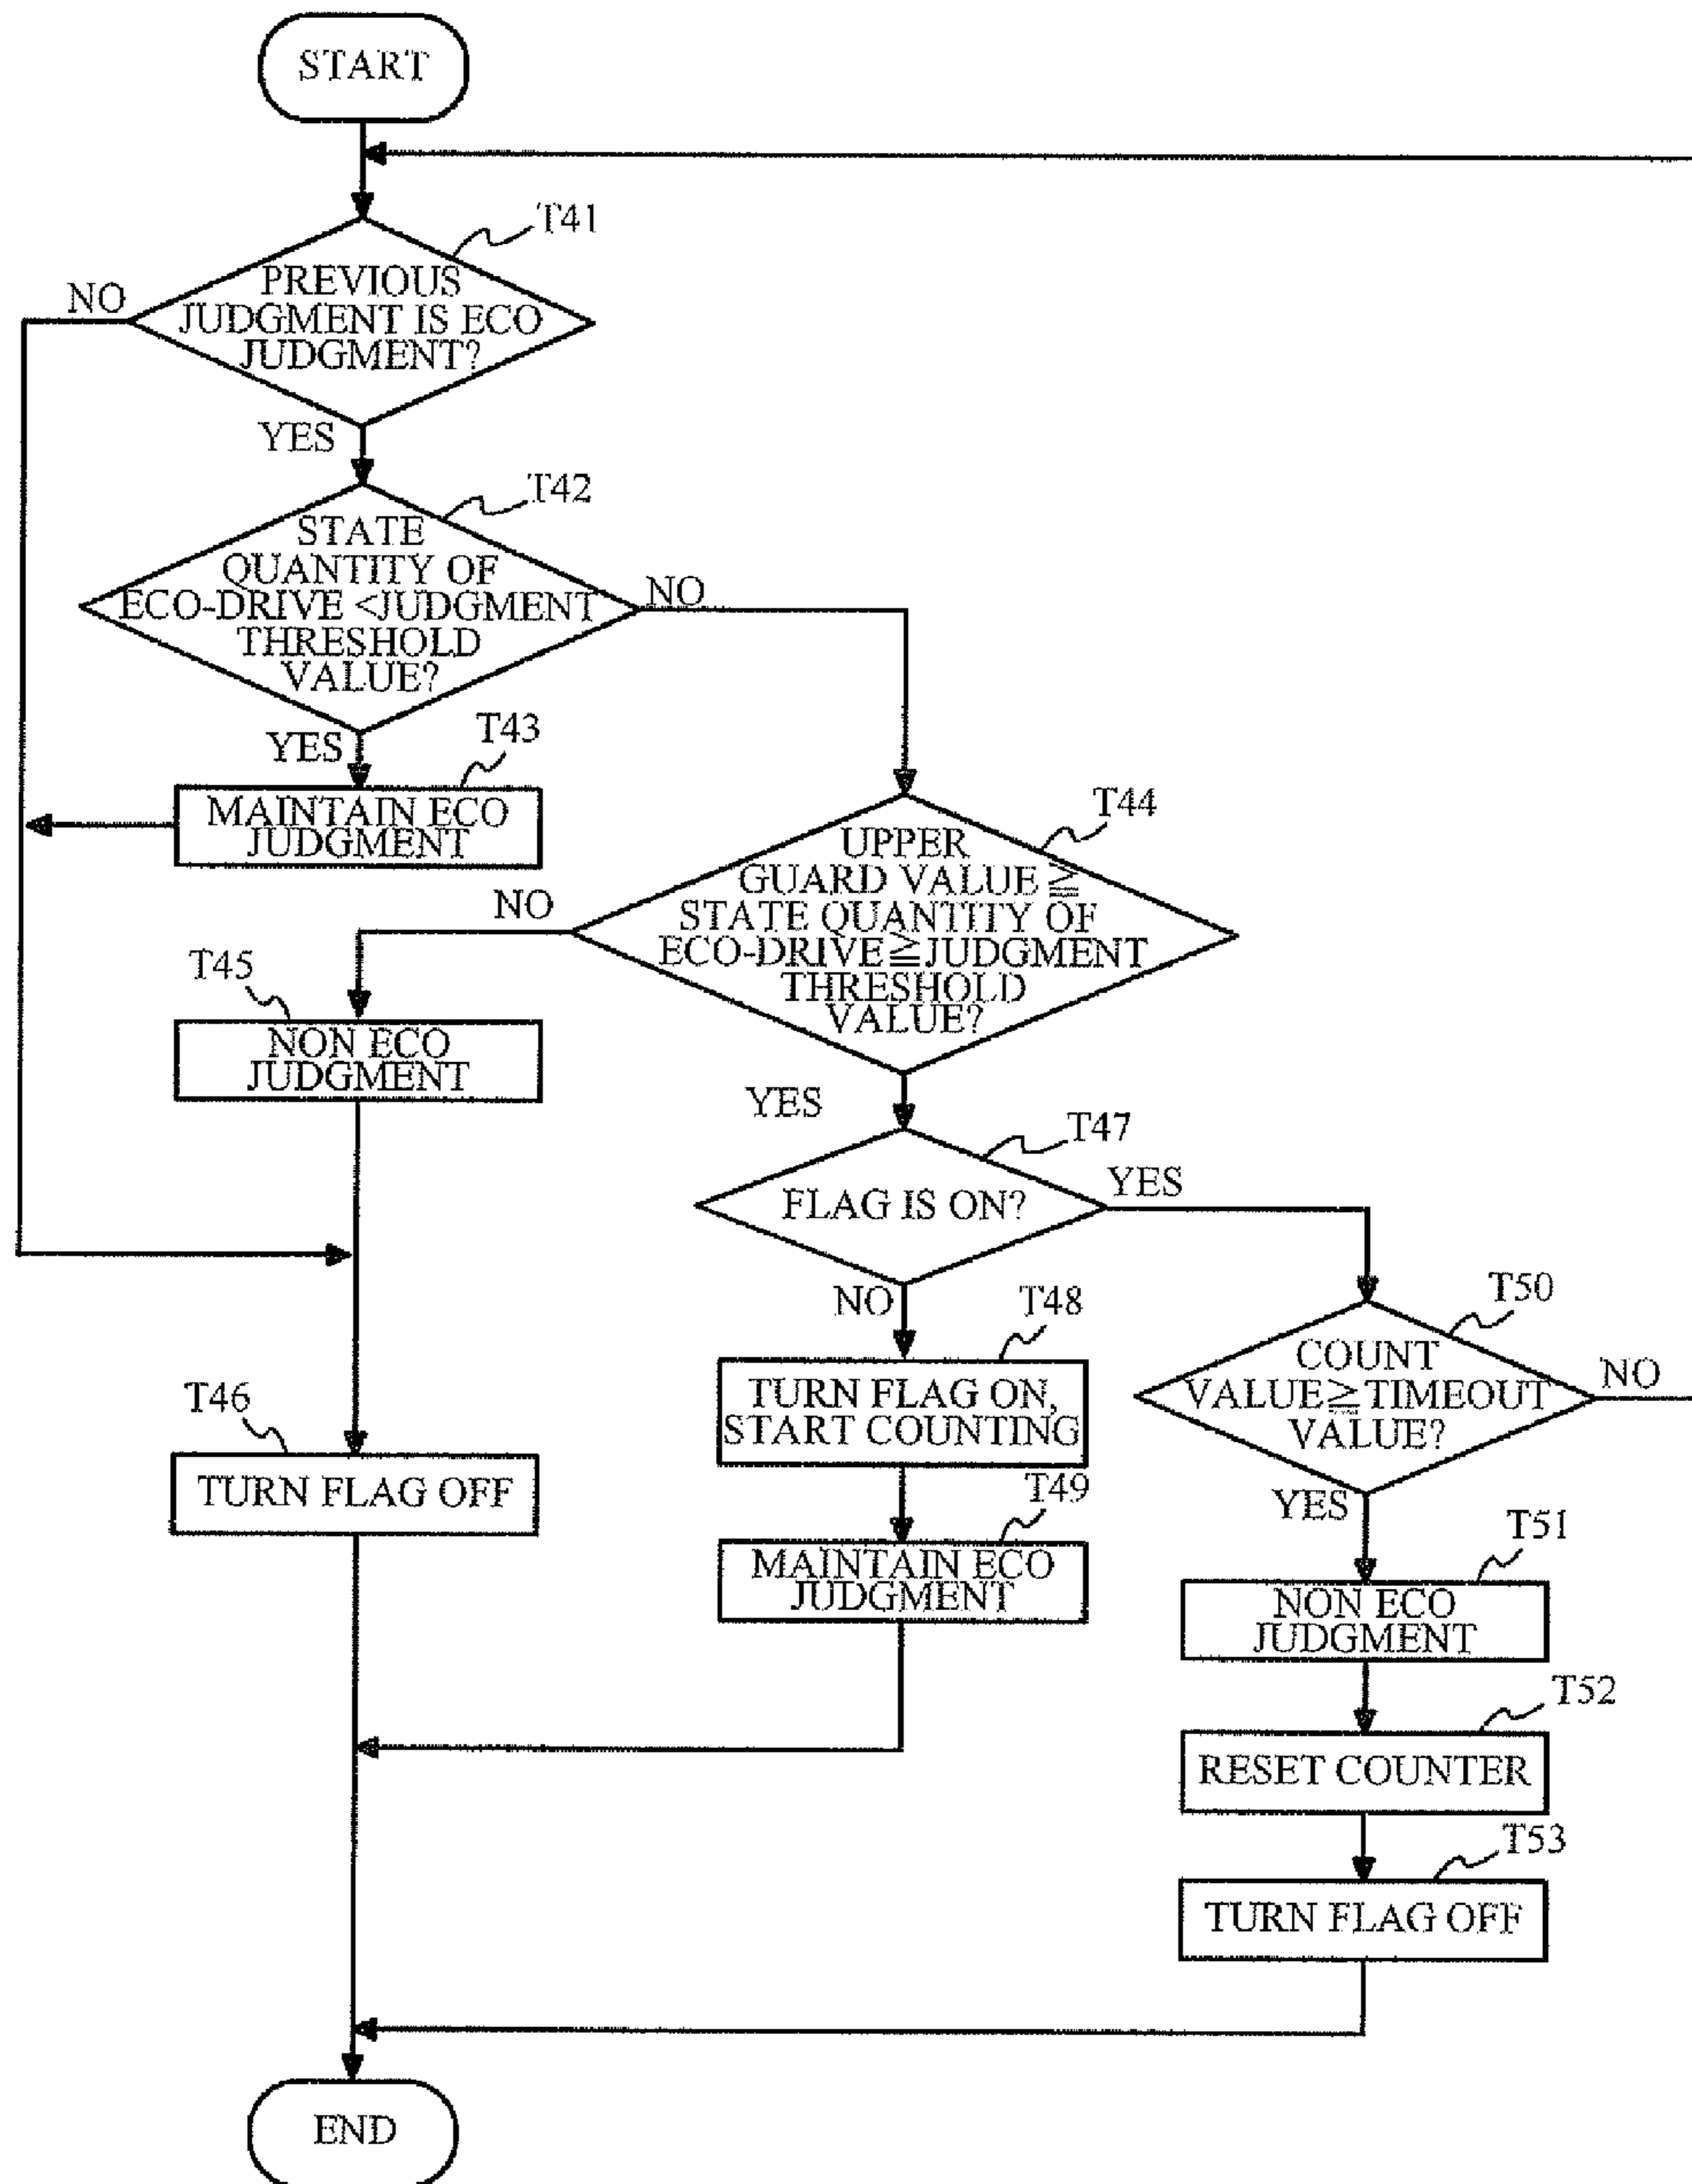 START
T41
PREVIOUS
JUDGMENT IS ECO
JUDGMENT?
NO
YES
T42
STATE
QUANTITY OF
ECO-DRIVE <JUDGMENT
THRESHOLD
VALUE?
NO
YES
T43
MAINTAIN ECO
JUDGMENT
T44
UPPER
GUARD VALUE ≧
STATE QUANTITY OF
ECO-DRIVE≧JUDGMENT
THRESHOLD
VALUE?
NO
T45
NON ECO
JUDGMENT
YES
T47
FLAG IS ON?
YES
NO
T48
TURN FLAG ON,
START COUNTING
T50
COUNT
VALUE≧TIMEOUT
VALUE?
NO
T46
TURN FLAG OFF
T49
MAINTAIN ECO
JUDGMENT
YES
T51
NON ECO
JUDGMENT
T52
RESET COUNTER
T53
TURN FLAG OFF
END